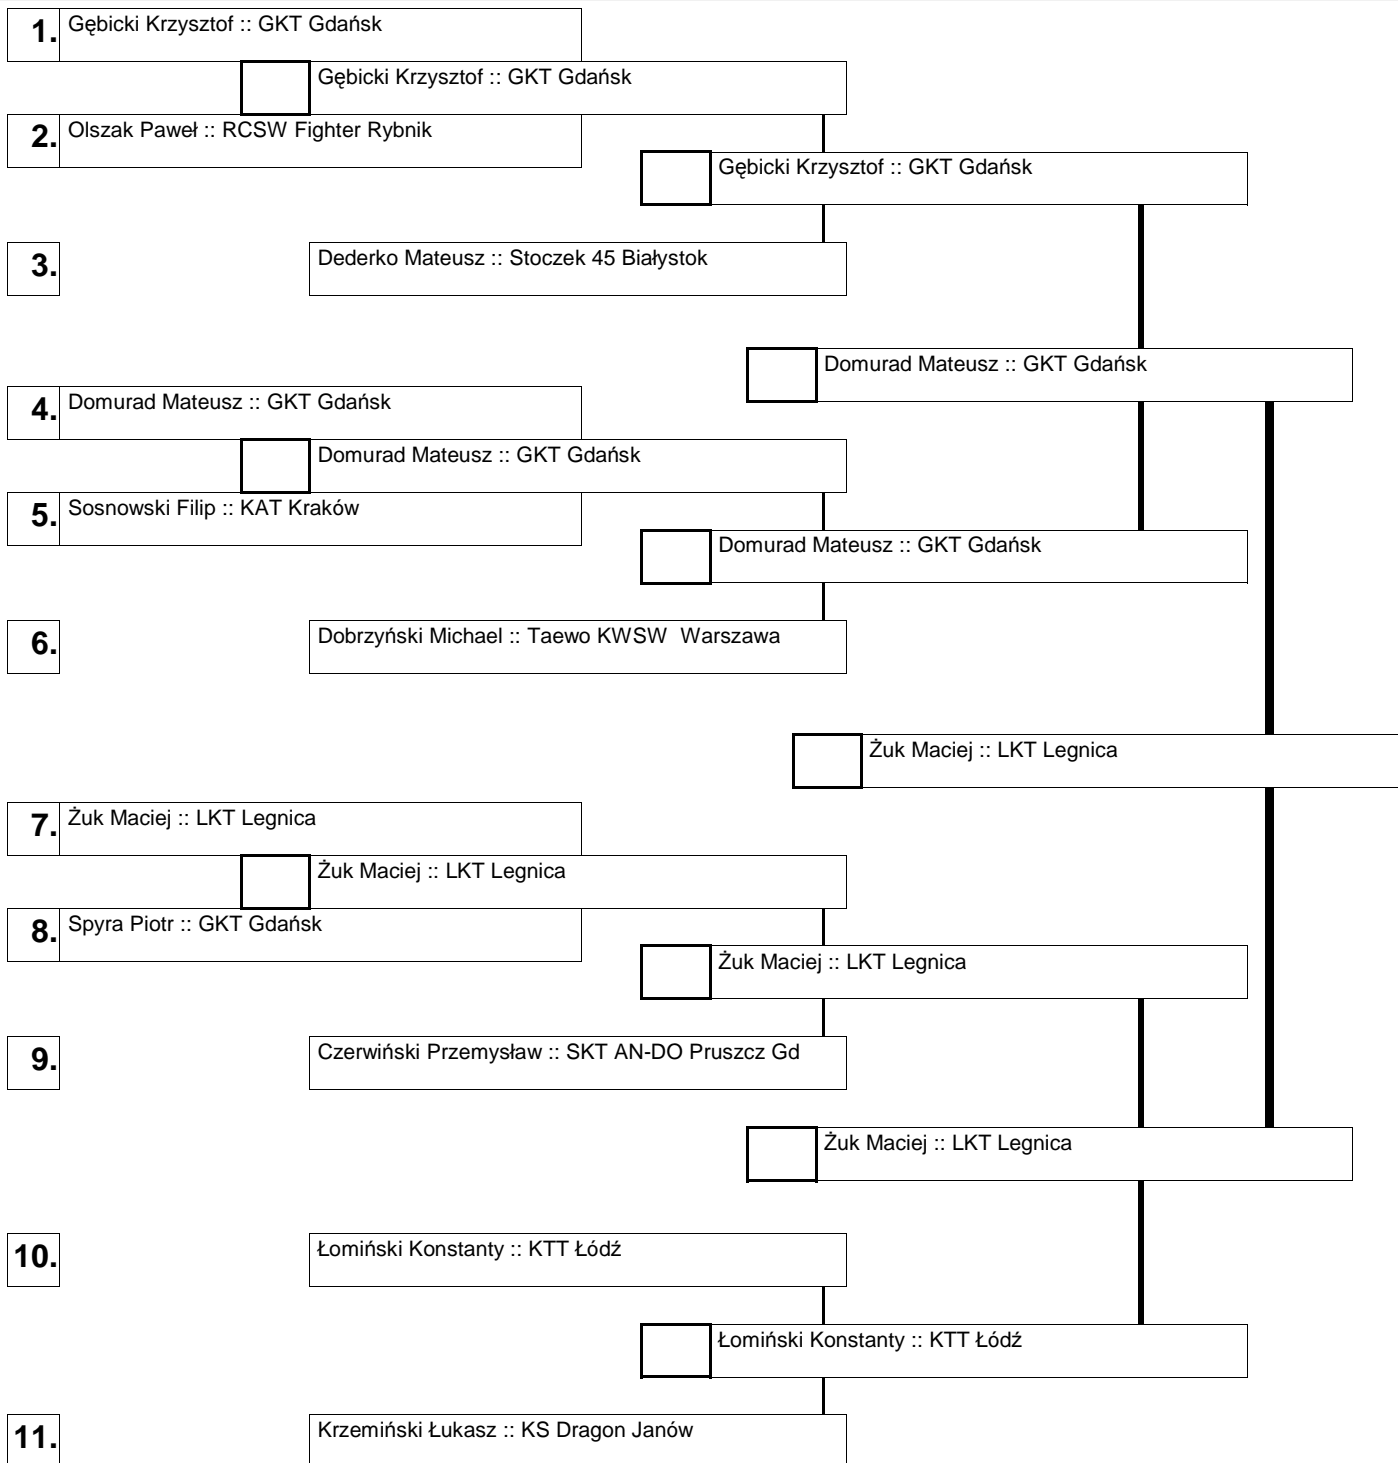 1. Gębicki Krzysztof :: GKT Gdańsk
Gębicki Krzysztof :: GKT Gdańsk
2. Olszak Paweł :: RCSW Fighter Rybnik
Gębicki Krzysztof :: GKT Gdańsk
3. Dederko Mateusz :: Stoczek 45 Białystok
Domurad Mateusz :: GKT Gdańsk
4. Domurad Mateusz :: GKT Gdańsk
Domurad Mateusz :: GKT Gdańsk
5. Sosnowski Filip :: KAT Kraków
Domurad Mateusz :: GKT Gdańsk
6. Dobrzyński Michael :: Taewo KWSW  Warszawa
Żuk Maciej :: LKT Legnica
7. Żuk Maciej :: LKT Legnica
Żuk Maciej :: LKT Legnica
8. Spyra Piotr :: GKT Gdańsk
Żuk Maciej :: LKT Legnica
9. Czerwiński Przemysław :: SKT AN-DO Pruszcz Gd
Żuk Maciej :: LKT Legnica
10. Łomiński Konstanty :: KTT Łódź
Łomiński Konstanty :: KTT Łódź
11. Krzemiński Łukasz :: KS Dragon Janów